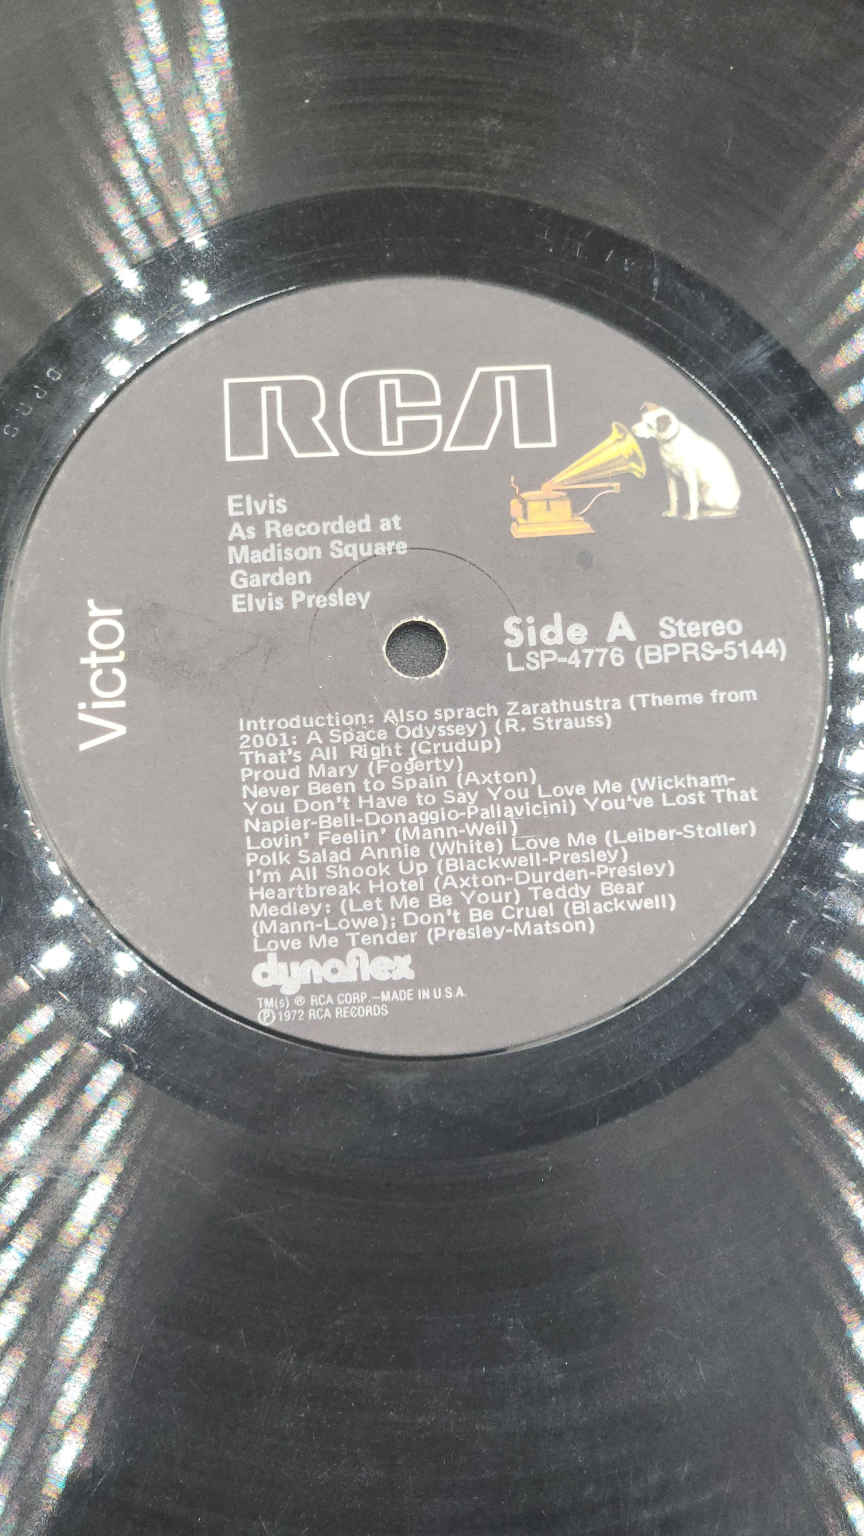 RCA
Elvis
As Recorded at
Madison Square
Garden
Elvis Presley
Victor
Side A Stereo
LSP-4776 (BPRS-5144)
Introduction: Also sprach Zarathustra (Theme from
2001: A Space Odyssey) (R. Strauss)
That's All Right (Crudup)
Proud Mary (Fogerty)
Never Been to Spain (Axton)
You Don't Have to Say You Love Me (Wickham-
Napier-Bell-Donaggio-Pallavicini) You've Lost That
Lovin' Feelin' (Mann-Weil)
Polk Salad Annie (White) Love Me (Leiber-Stoller)
I'm All Shook Up (Blackwell-Presley)
Heartbreak Hotel (Axton-Durden-Presley)
Medley: (Let Me Be Your) Teddy Bear
(Mann-Lowe); Don't Be Cruel (Blackwell)
Love Me Tender (Presley-Matson)
dynaflex
TM(s) ® RCA CORP.-MADE IN U.S.A.
℗ 1972 RCA RECORDS